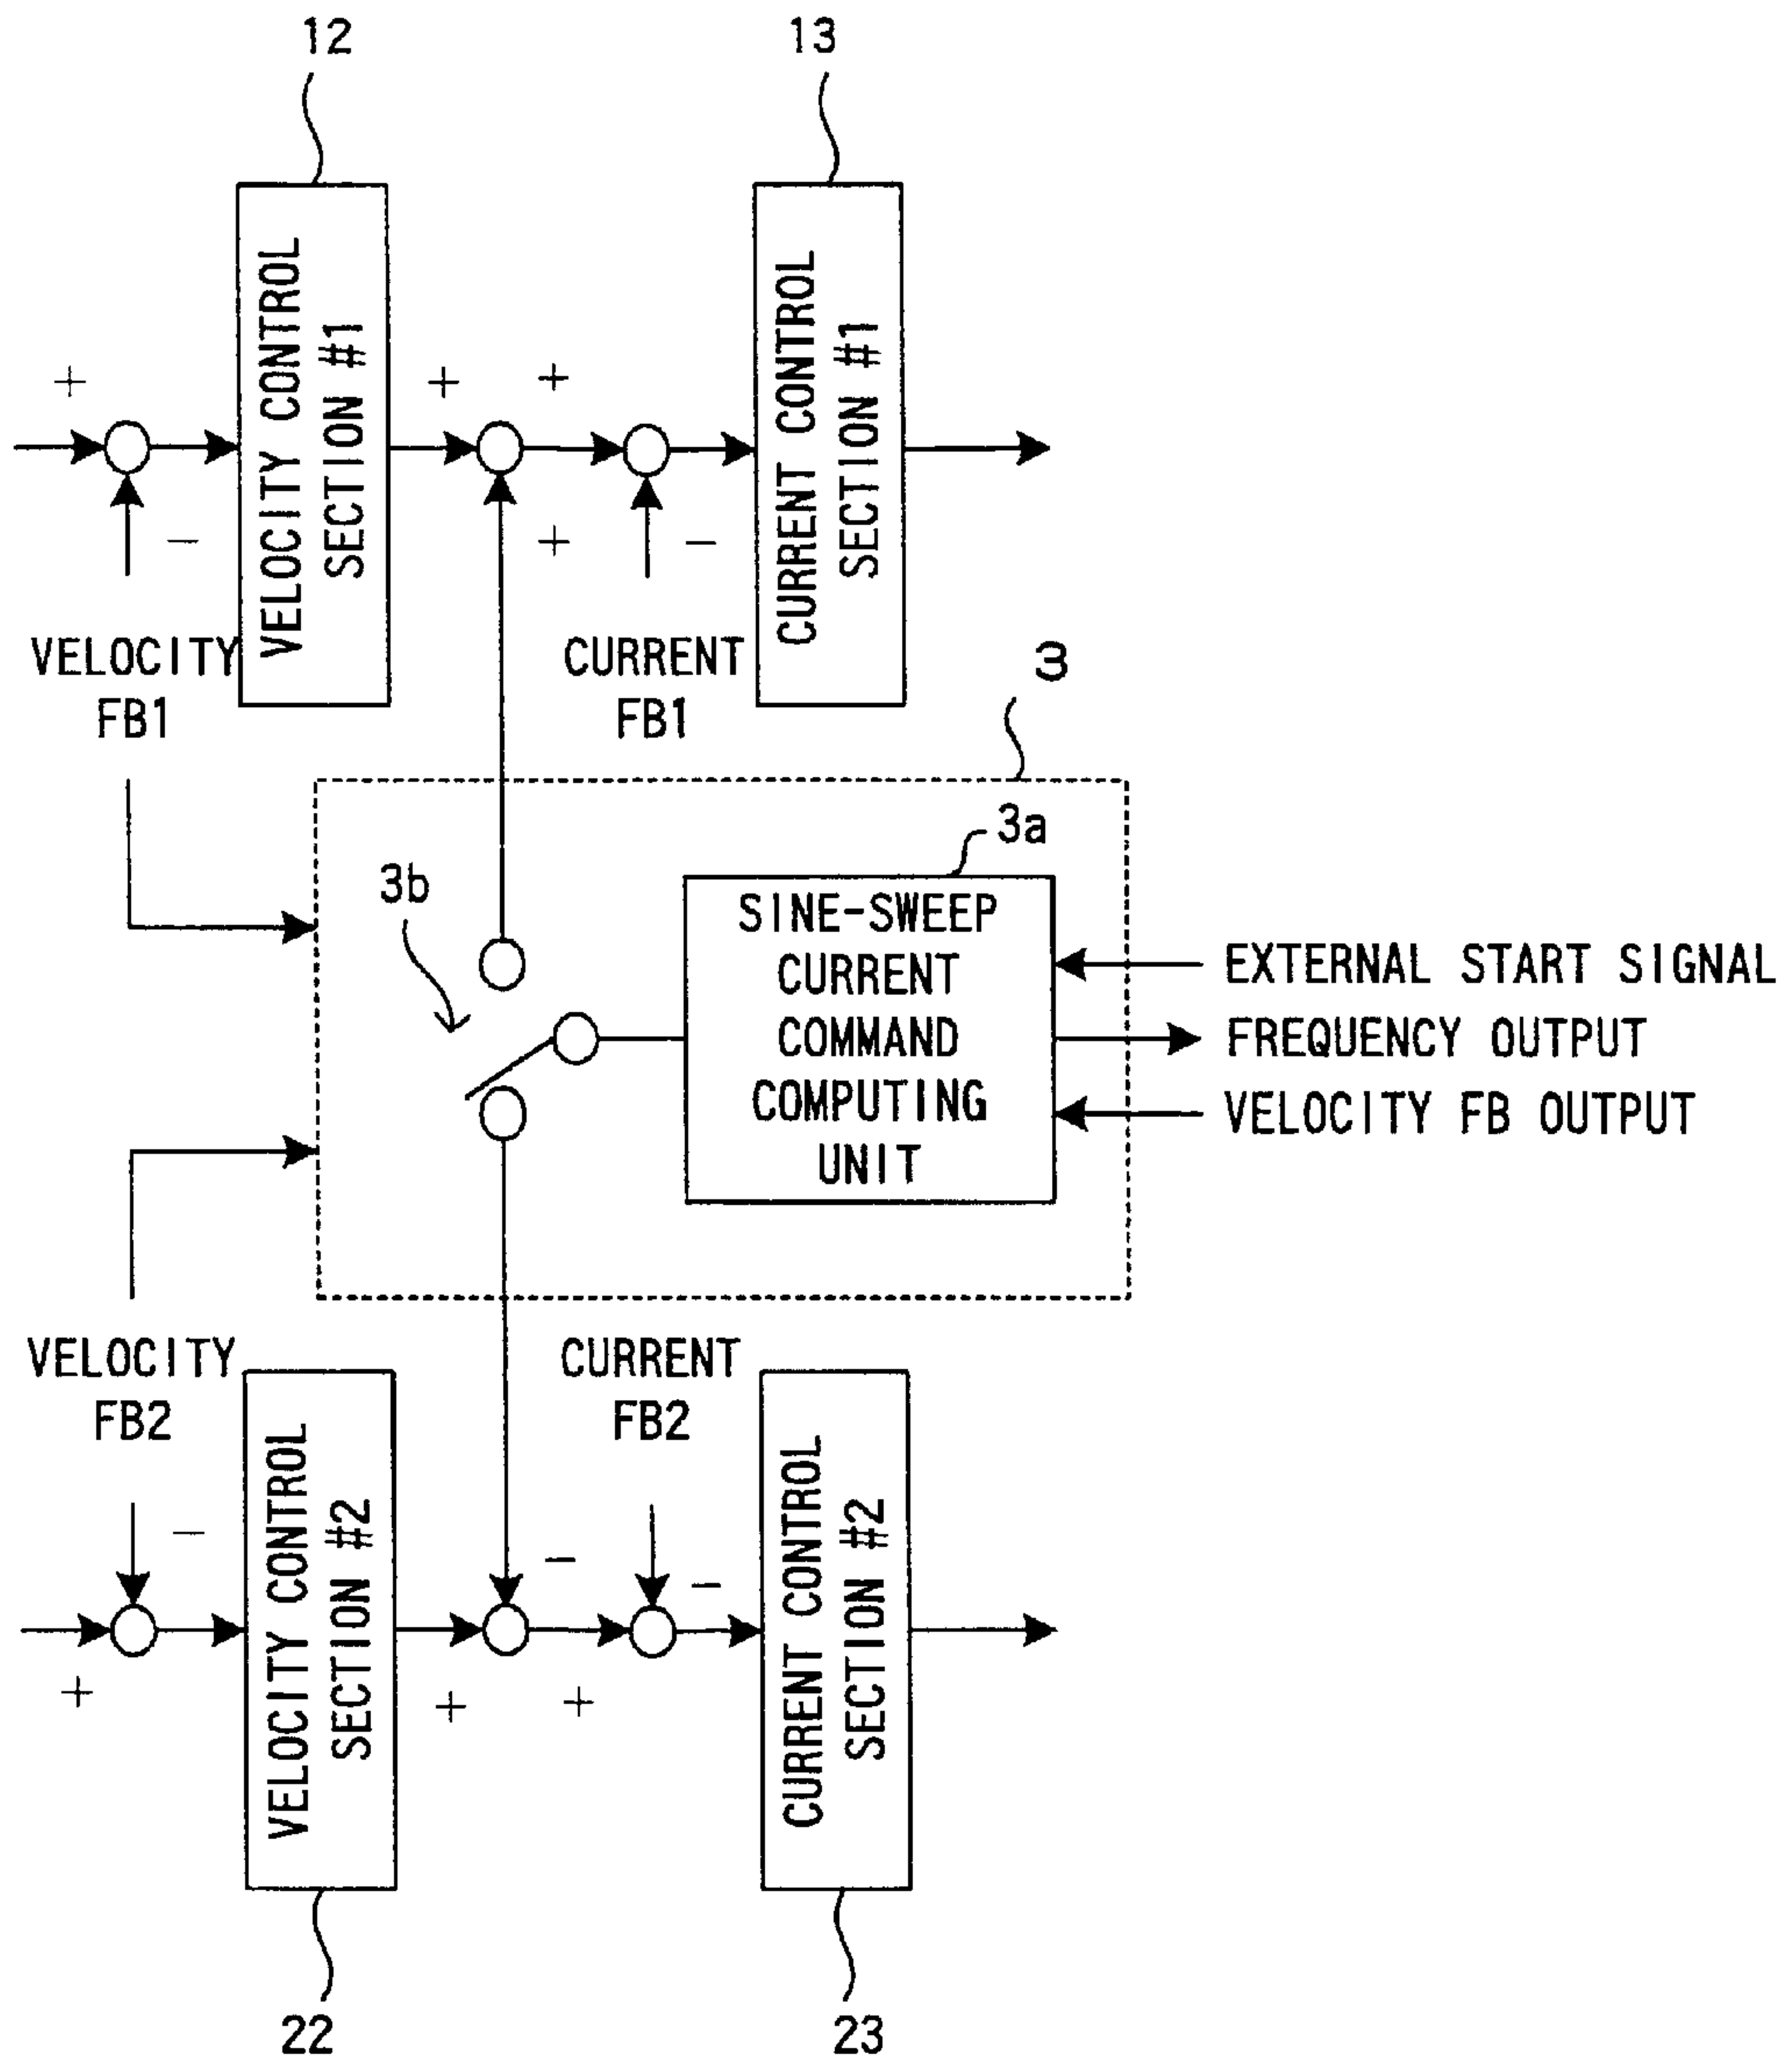 12
13
VELOCITY CONTROL
SECTION #1
CURRENT CONTROL
SECTION #1
+
+
+
−
+
−
VELOCITY
FB1
CURRENT
FB1
3
3a
3b
SINE-SWEEP
CURRENT
COMMAND
COMPUTING
UNIT
EXTERNAL START SIGNAL
FREQUENCY OUTPUT
VELOCITY FB OUTPUT
VELOCITY
FB2
CURRENT
FB2
VELOCITY CONTROL
SECTION #2
CURRENT CONTROL
SECTION #2
−
−
−
+
+
+
22
23